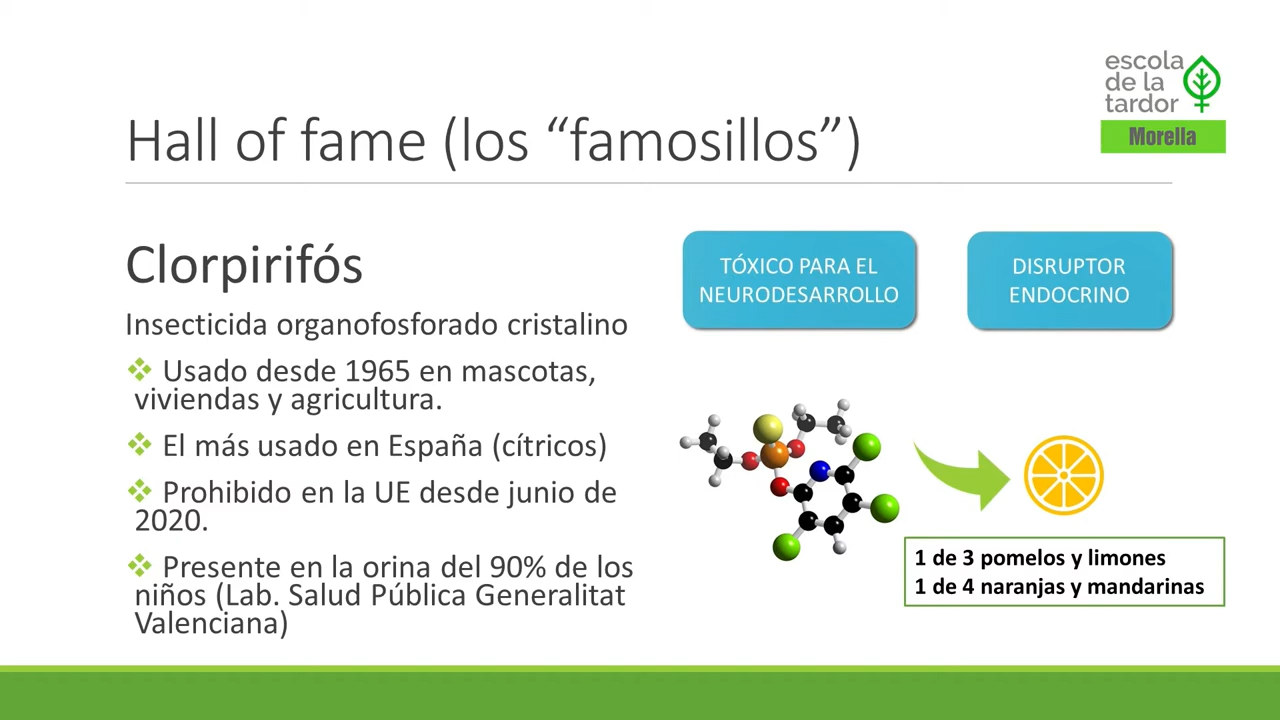 escola
de la
tardor
Morella
Hall of fame (los “famosillos”)
Clorpirifós
Insecticida organofosforado cristalino
Usado desde 1965 en mascotas,
viviendas y agricultura.
El más usado en España (cítricos)
Prohibido en la UE desde junio de
2020.
Presente en la orina del 90% de los
niños (Lab. Salud Pública Generalitat
Valenciana)
TÓXICO PARA EL
NEURODESARROLLO
DISRUPTOR
ENDOCRINO
1 de 3 pomelos y limones
1 de 4 naranjas y mandarinas